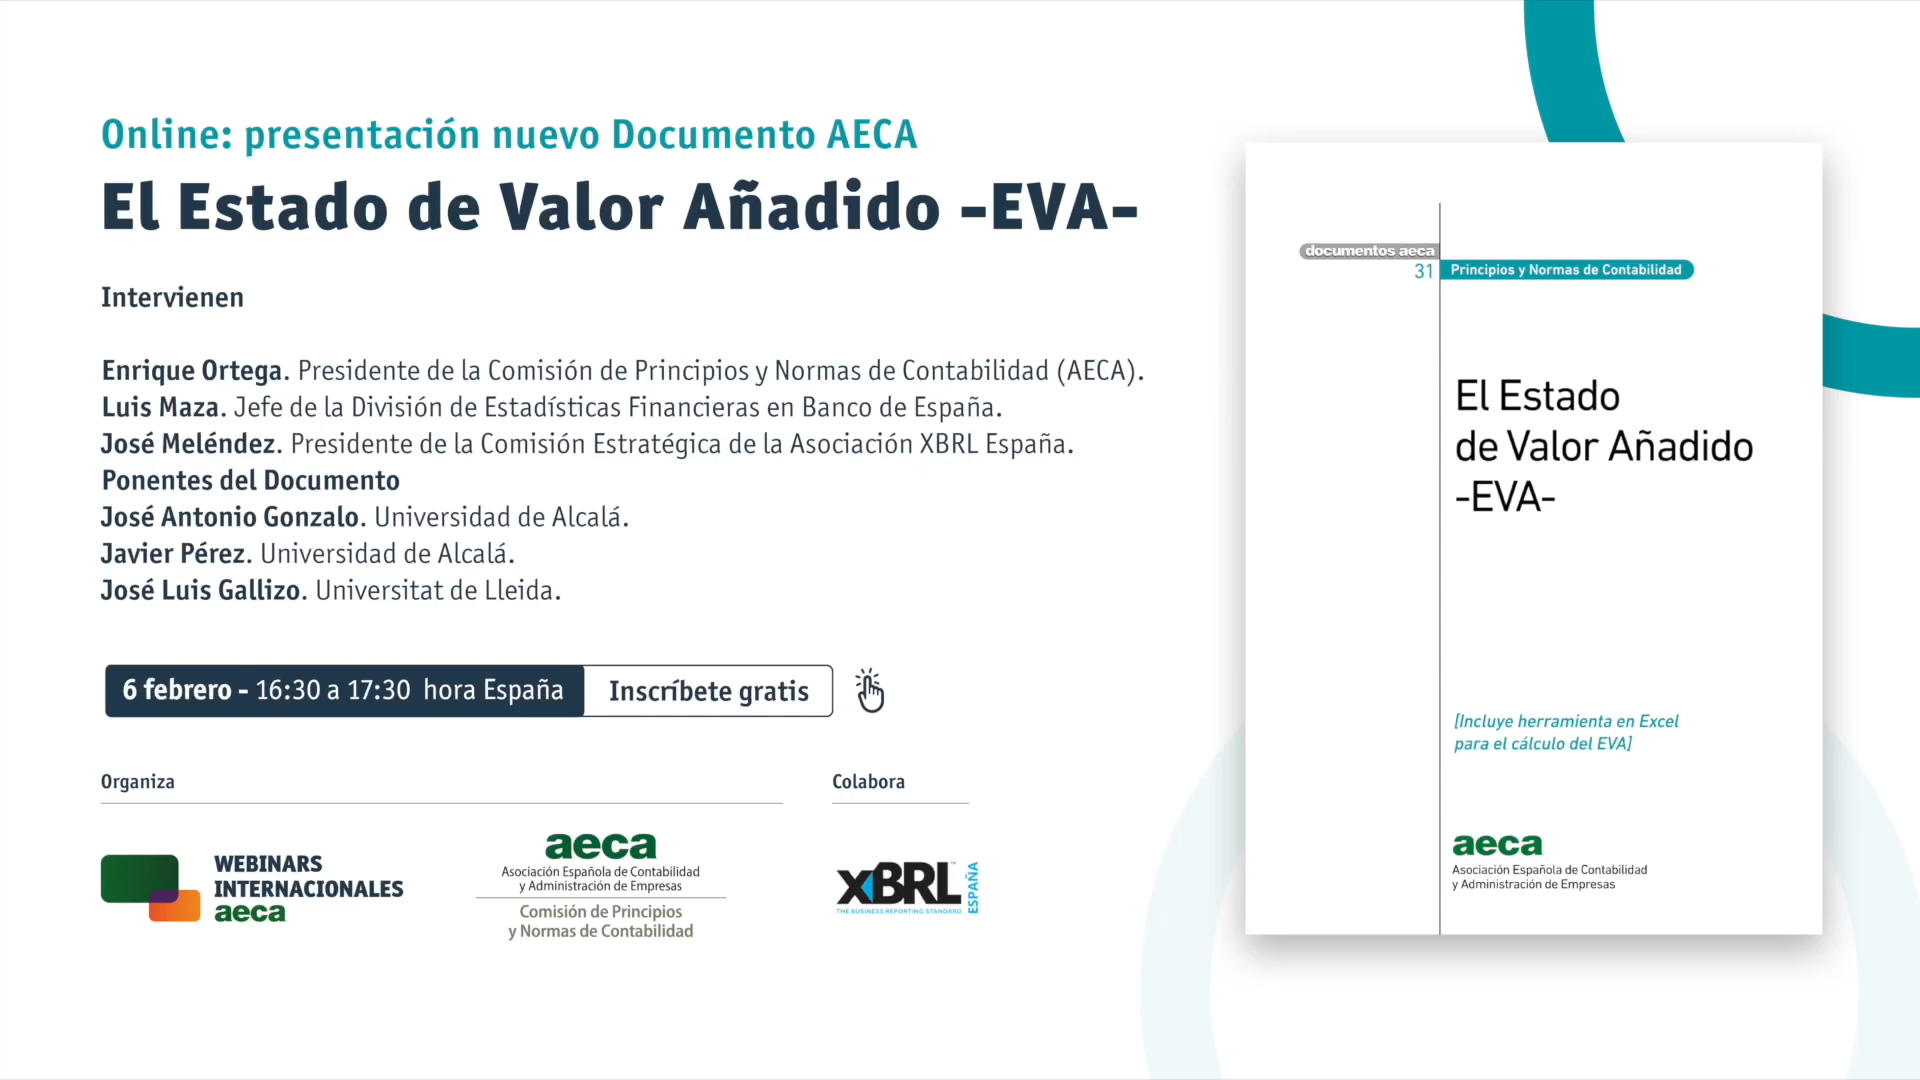 Online: presentación nuevo Documento AECA
El Estado de Valor Añadido -EVA-
Intervienen
Enrique Ortega. Presidente de la Comisión de Principios y Normas de Contabilidad (AECA).
Luis Maza. Jefe de la División de Estadísticas Financieras en Banco de España.
José Meléndez. Presidente de la Comisión Estratégica de la Asociación XBRL España.
Ponentes del Documento
José Antonio Gonzalo. Universidad de Alcalá.
Javier Pérez. Universidad de Alcalá.
José Luis Gallizo. Universitat de Lleida.
6 febrero - 16:30 a 17:30 hora España
Inscríbete gratis
Organiza
WEBINARS
INTERNACIONALES
aeca
aeca
Asociación Española de Contabilidad
y Administración de Empresas
Comisión de Principios
y Normas de Contabilidad
Colabora
XBRL™
ESPAÑA
THE BUSINESS REPORTING STANDARD
documentos aeca
31
Principios y Normas de Contabilidad
El Estado
de Valor Añadido
-EVA-
[Incluye herramienta en Excel
para el cálculo del EVA]
aeca
Asociación Española de Contabilidad
y Administración de Empresas